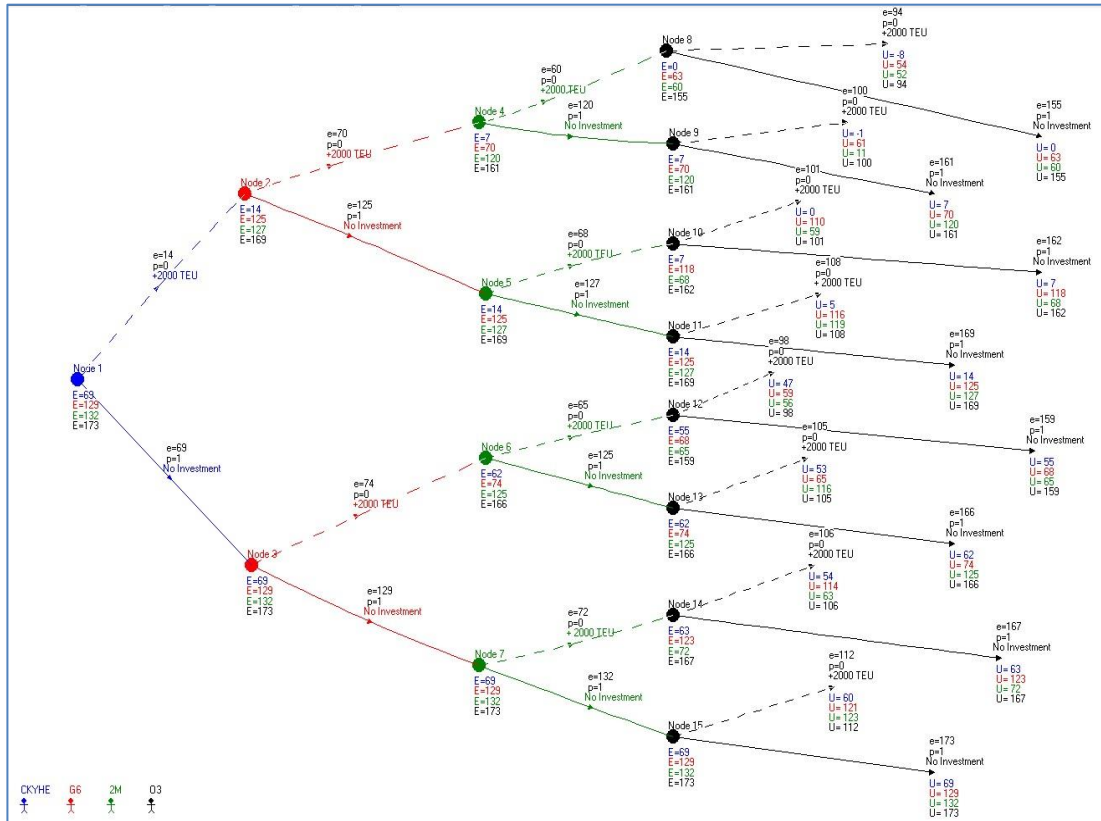 e=94
p=0
+2000 TEU
U= -8
U= 54
U= 52
U= 94
Node 8
E=0
E=63
E=60
E=155
e=155
p=1
No Investment
U= 0
U= 63
U= 60
U= 155
e=60
p=0
+2000 TEU
Node 4
E=7
E=70
E=120
E=161
e=120
p=1
No Investment
e=100
p=0
+2000 TEU
U= -1
U= 61
U= 11
U= 100
Node 9
E=7
E=70
E=120
E=161
e=161
p=1
No Investment
U= 7
U= 70
U= 120
U= 161
e=70
p=0
+2000 TEU
Node 2
E=14
E=125
E=127
E=169
e=125
p=1
No Investment
e=101
p=0
+2000 TEU
U= 0
U= 110
U= 59
U= 101
Node 10
E=7
E=118
E=68
E=162
e=162
p=1
No Investment
U= 7
U= 118
U= 68
U= 162
e=68
p=0
+2000 TEU
Node 5
E=14
E=125
E=127
E=169
e=127
p=1
No Investment
e=108
p=0
+ 2000 TEU
U= 5
U= 116
U= 119
U= 108
Node 11
E=14
E=125
E=127
E=169
e=169
p=1
No Investment
U= 14
U= 125
U= 127
U= 169
e=14
p=0
+2000 TEU
Node 1
E=69
E=129
E=132
E=173
e=69
p=1
No Investment
e=98
p=0
+2000 TEU
U= 47
U= 59
U= 56
U= 98
Node 12
E=55
E=68
E=65
E=159
e=159
p=1
No Investment
U= 55
U= 68
U= 65
U= 159
e=65
p=0
+2000 TEU
Node 6
E=62
E=74
E=125
E=166
e=125
p=1
No Investment
e=105
p=0
+2000 TEU
U= 53
U= 65
U= 116
U= 105
Node 13
E=62
E=74
E=125
E=166
e=166
p=1
No Investment
U= 62
U= 74
U= 125
U= 166
e=74
p=0
+2000 TEU
Node 3
E=69
E=129
E=132
E=173
e=129
p=1
No Investment
e=106
p=0
+2000 TEU
U= 54
U= 114
U= 63
U= 106
Node 14
E=63
E=123
E=72
E=167
e=167
p=1
No Investment
U= 63
U= 123
U= 72
U= 167
e=72
p=0
+ 2000 TEU
Node 7
E=69
E=129
E=132
E=173
e=132
p=1
No Investment
e=112
p=0
+2000 TEU
U= 60
U= 121
U= 123
U= 112
Node 15
E=69
E=129
E=132
E=173
e=173
p=1
No Investment
U= 69
U= 129
U= 132
U= 173
CKYHE G6 2M O3